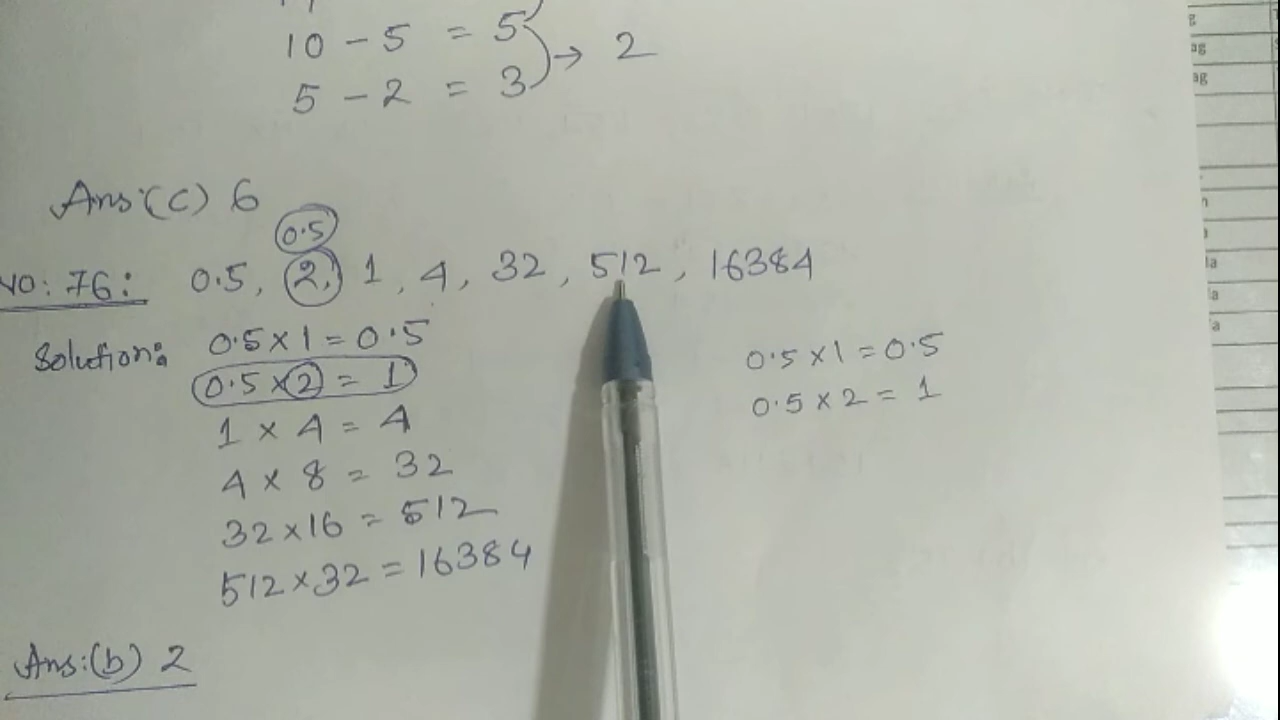 10 - 5 = 5
→ 2
5 - 2 = 3
Ans:(c) 6
0.5
NO: 76: 0.5, 2, 1, 4, 32, 512, 16384
Solution: 0.5 x 1 = 0.5
0.5 x 2 = 1
1 x 4 = 4
4 x 8 = 32
32 x 16 = 512
512 x 32 = 16384
0.5 x 1 = 0.5
0.5 x 2 = 1
Ans:(b) 2